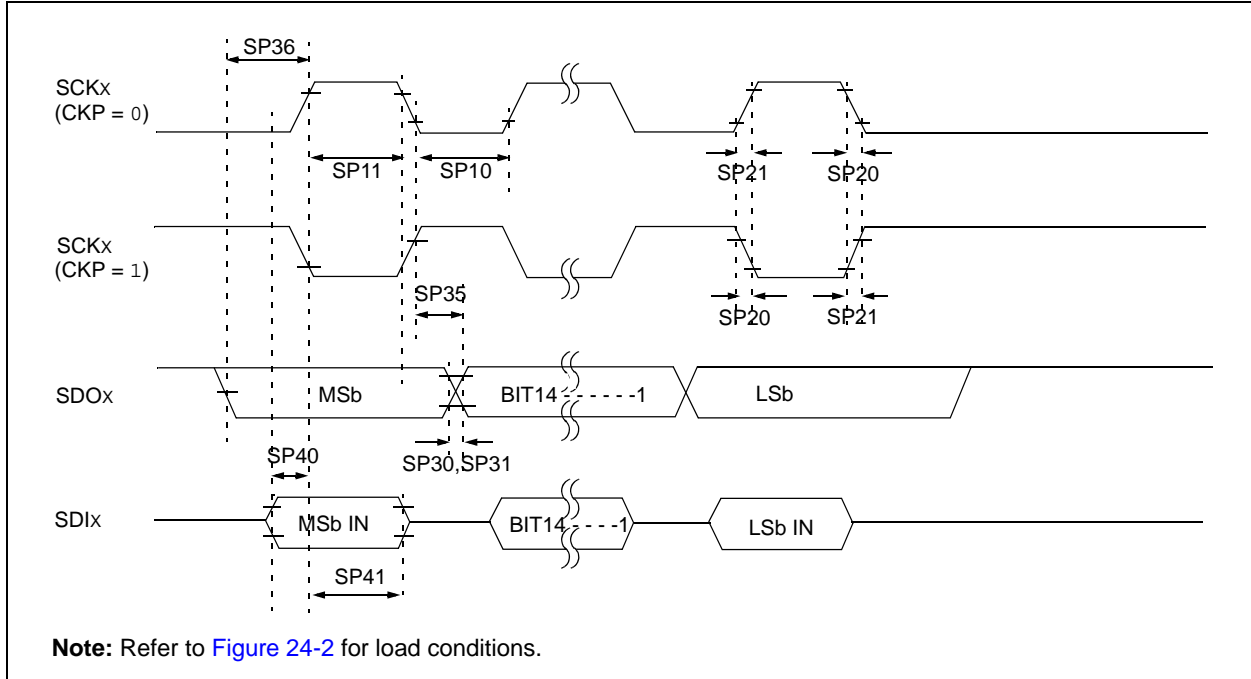 SP36
SCKX
(CKP = 0)
SP11
SP10
SP21
SP20
SCKX
(CKP = 1)
SP35
SP20
SP21
SDOX
MSb
BIT14 - - - - - -1
LSb
SP40
SP30,SP31
SDIX
MSb IN
BIT14 - - - - -1
LSb IN
SP41
Note: Refer to Figure 24-2 for load conditions.